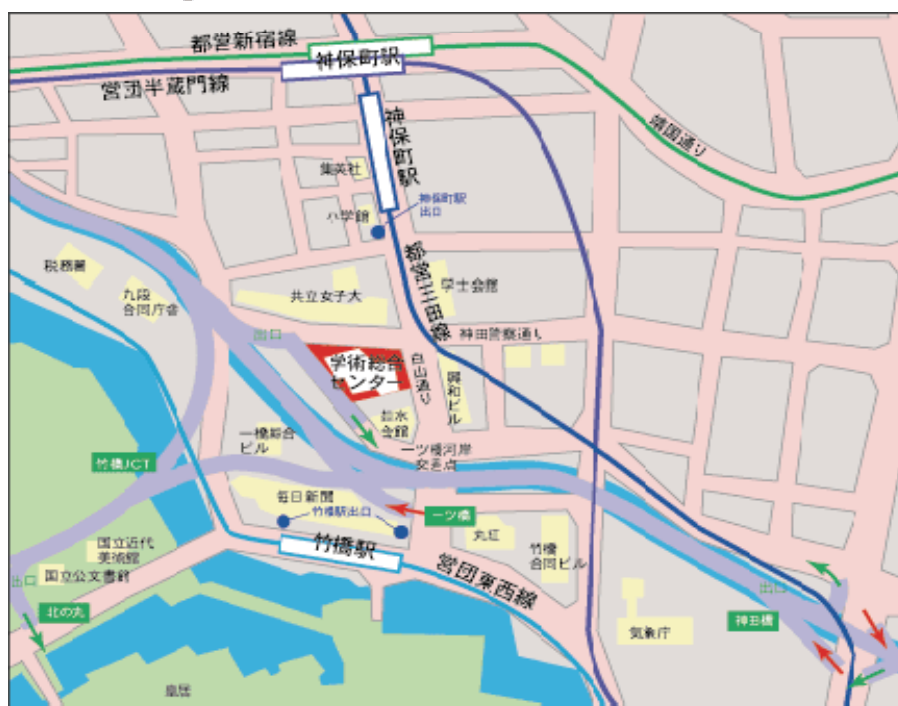 都営新宿線
神保町駅
営団半蔵門線
神保町駅
靖国通り
集英社
神保町駅
出口
小学館
都営三田線
税務署
九段
合同庁舎
共立女子大
学士会館
出口
神田警察通り
学術総合
センター
白山通り
興和ビル
如水
会館
一橋総合
ビル
一ツ橋河岸
交差点
竹橋JCT
毎日新聞
竹橋駅出口
一ツ橋
丸紅
国立近代
美術館
竹橋駅
竹橋
合同ビル
営団東西線
出口
国立公文書館
北の丸
出口
神田橋
気象庁
皇居